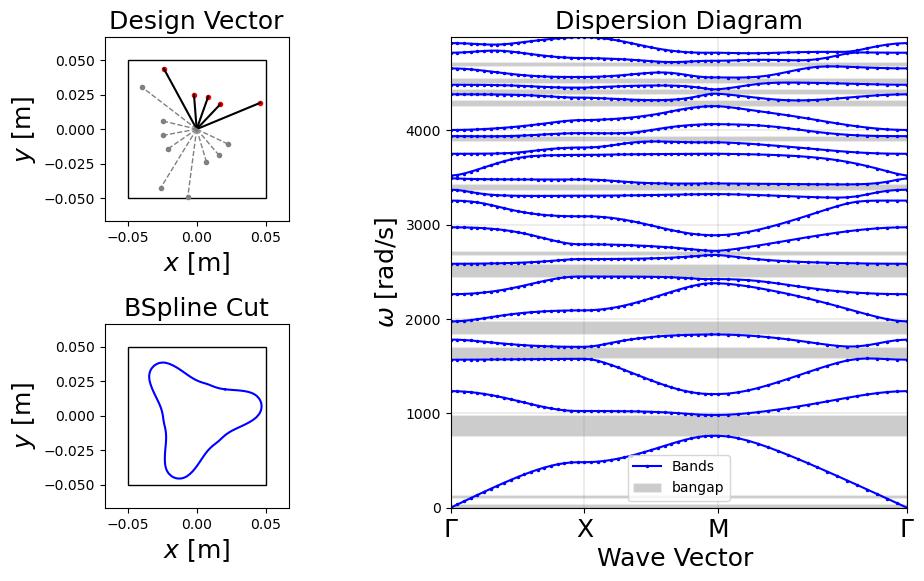 Design Vector
0.050
0.025
0.000
−0.025
−0.050
y [m]
−0.05
0.00
0.05
x [m]
BSpline Cut
0.050
0.025
0.000
−0.025
−0.050
y [m]
−0.05
0.00
0.05
x [m]
Dispersion Diagram
4000
3000
2000
1000
0
ω [rad/s]
Bands
bangap
Γ
X
M
Γ
Wave Vector